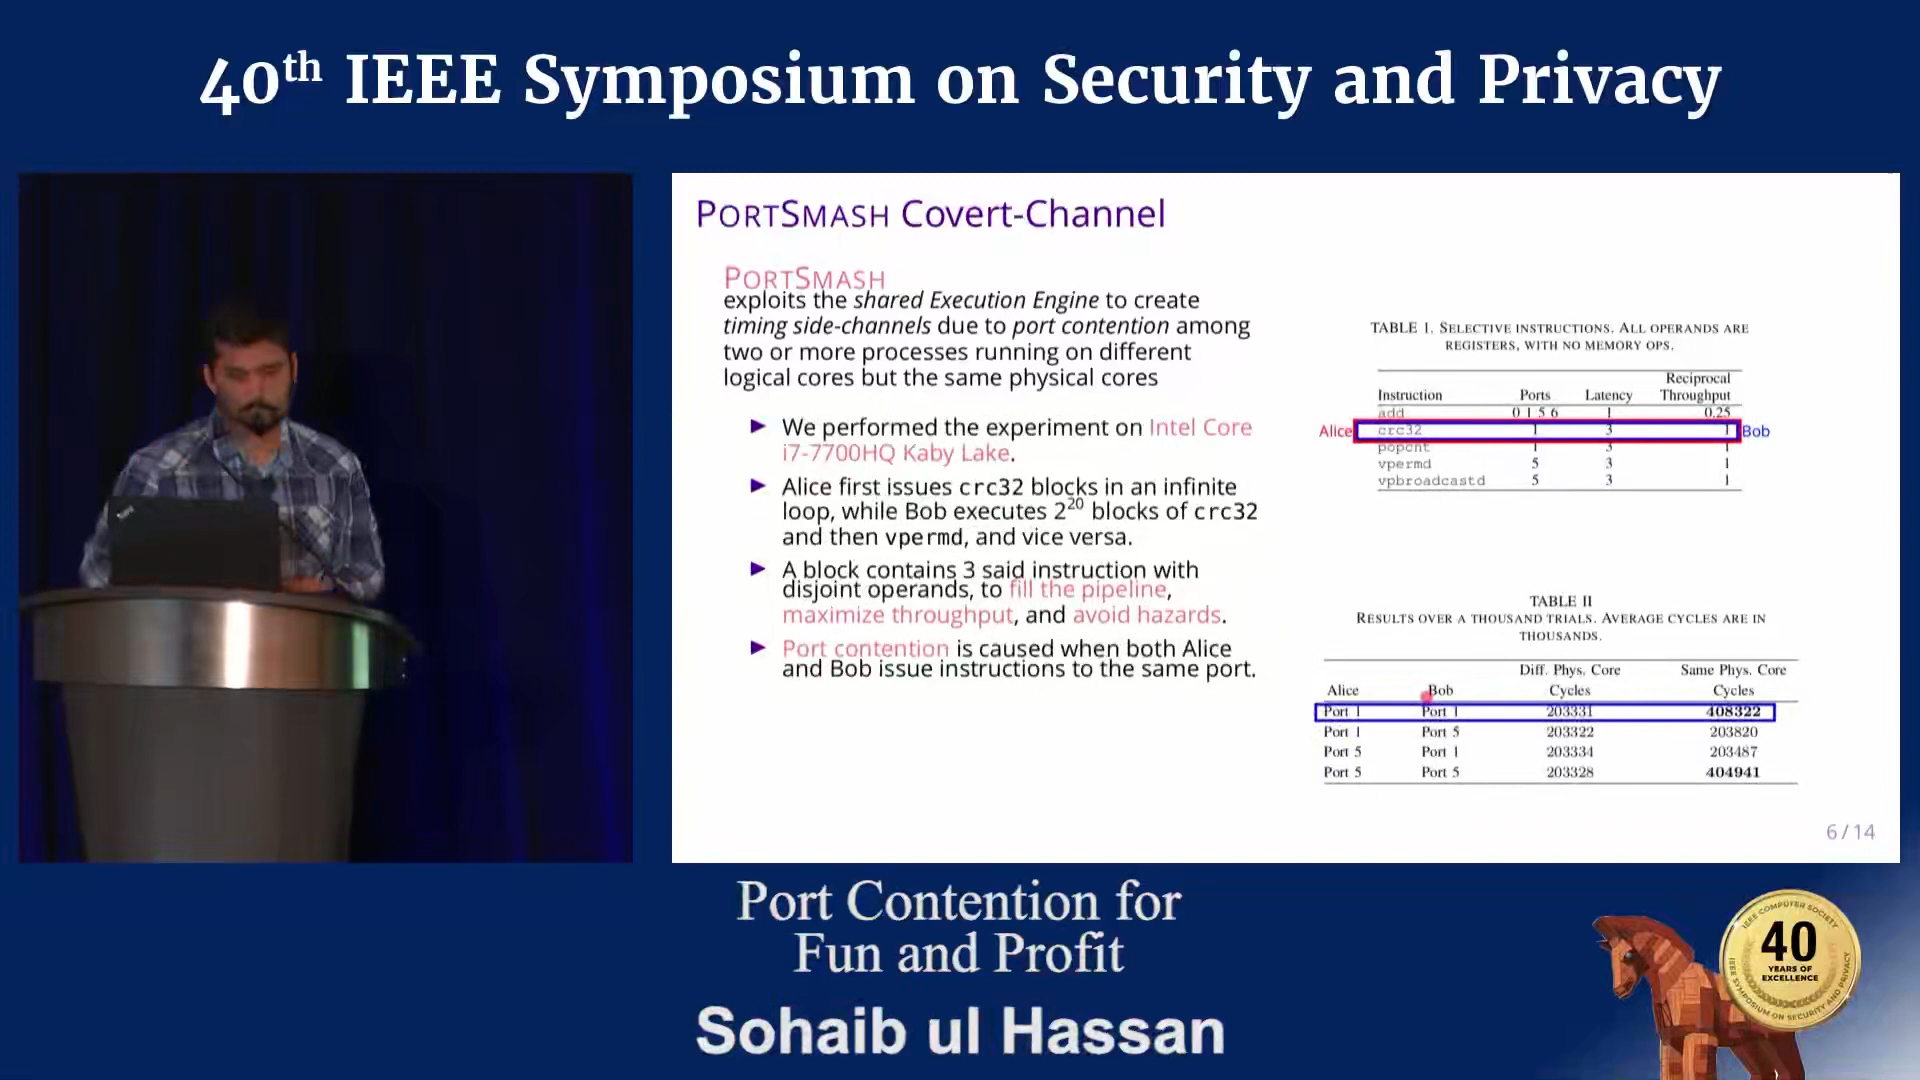 40th IEEE Symposium on Security and Privacy
PORTSMASH Covert-Channel
PORTSMASH
exploits the shared Execution Engine to create
timing side-channels due to port contention among
two or more processes running on different
logical cores but the same physical cores
▶ We performed the experiment on Intel Core
i7-7700HQ Kaby Lake.
▶ Alice first issues crc32 blocks in an infinite
loop, while Bob executes 2^20 blocks of crc32
and then vpermd, and vice versa.
▶ A block contains 3 said instruction with
disjoint operands, to fill the pipeline,
maximize throughput, and avoid hazards.
▶ Port contention is caused when both Alice
and Bob issue instructions to the same port.
TABLE I. SELECTIVE INSTRUCTIONS. ALL OPERANDS ARE
REGISTERS, WITH NO MEMORY OPS.
Reciprocal
Instruction Ports Latency Throughput
add 0 1 5 6 1 0.25
Alice crc32 1 3 1 Bob
popcnt 1 3 1
vpermd 5 3 1
vpbroadcastd 5 3 1
TABLE II
RESULTS OVER A THOUSAND TRIALS. AVERAGE CYCLES ARE IN
THOUSANDS.
Diff. Phys. Core Same Phys. Core
Alice Bob Cycles Cycles
Port 1 Port 1 203331 408322
Port 1 Port 5 203322 203820
Port 5 Port 1 203334 203487
Port 5 Port 5 203328 404941
6 / 14
Port Contention for
Fun and Profit
Sohaib ul Hassan
IEEE COMPUTER SOCIETY
40
YEARS OF
EXCELLENCE
IEEE SYMPOSIUM ON SECURITY AND PRIVACY